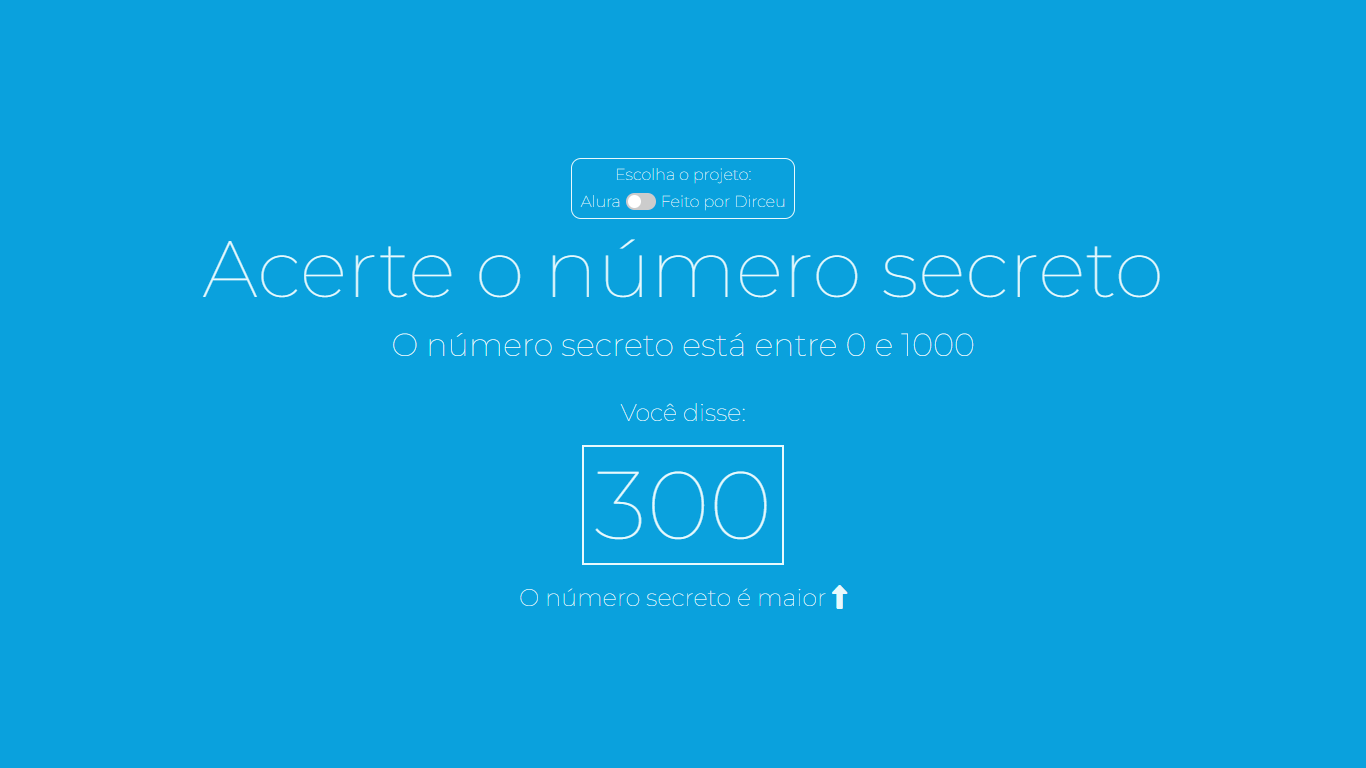 Escolha o projeto:
Alura Feito por Dirceu
Acerte o número secreto
O número secreto está entre 0 e 1000
Você disse:
300
O número secreto é maior